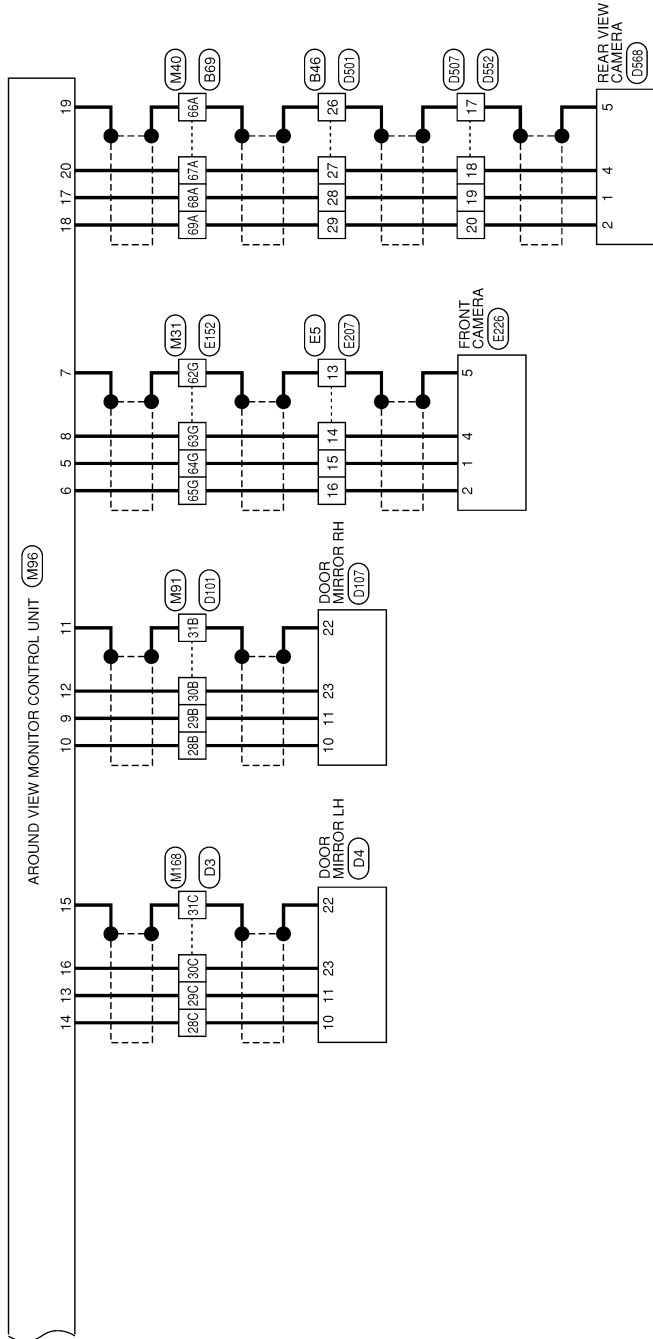 AROUND VIEW MONITOR CONTROL UNIT M96
14 13 16 15
28C 29C 30C 31C
M168
D3
10 11 23 22
DOOR
MIRROR LH
D4
10 9 12 11
28B 29B 30B 31B
M91
D101
10 11 23 22
DOOR
MIRROR RH
D107
6 5 8 7
65G 64G 63G 62G
M31
E152
16 15 14 13
E5
E207
2 1 4 5
FRONT
CAMERA
E226
18 17 20 19
69A 68A 67A 66A
M40
B69
29 28 27 26
B46
D501
20 19 18 17
D507
D552
2 1 4 5
REAR VIEW
CAMERA
D568